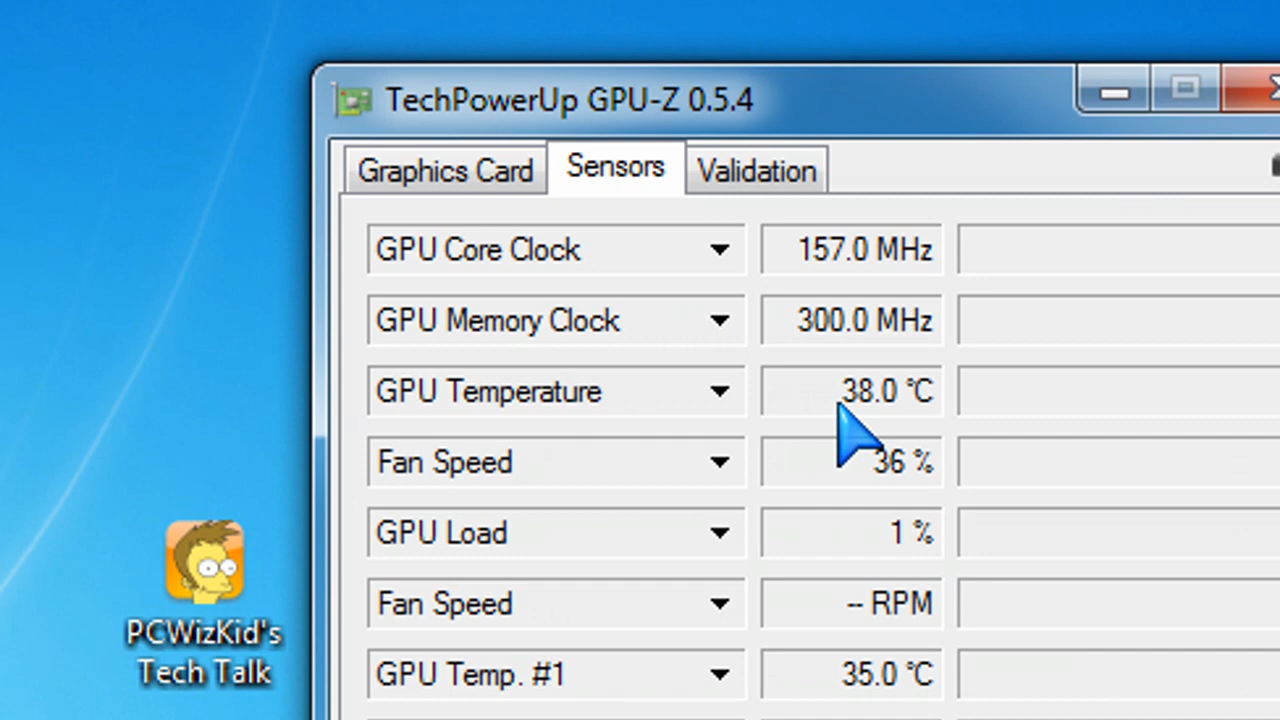 TechPowerUp GPU-Z 0.5.4
Graphics Card Sensors Validation
GPU Core Clock 157.0 MHz
GPU Memory Clock 300.0 MHz
GPU Temperature 38.0 °C
Fan Speed 36 %
GPU Load 1 %
Fan Speed -- RPM
GPU Temp. #1 35.0 °C
PCWizKid's
Tech Talk